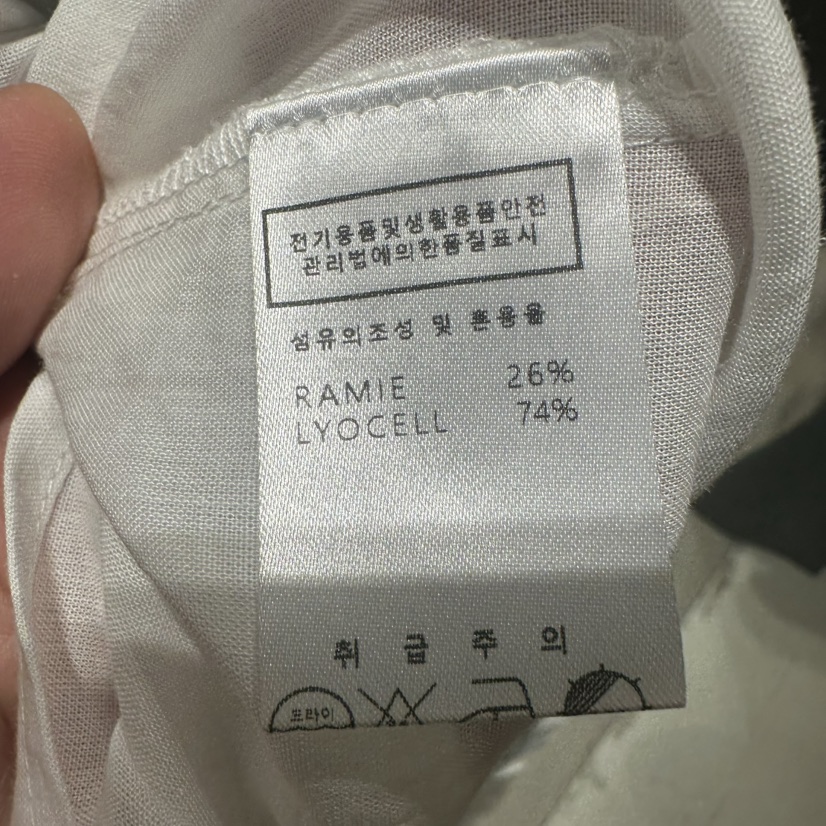 전기용품및생활용품안전
관리법에의한품질표시
섬유의조성 및 혼용율
RAMIE 26%
LYOCELL 74%
취급주의
드라이